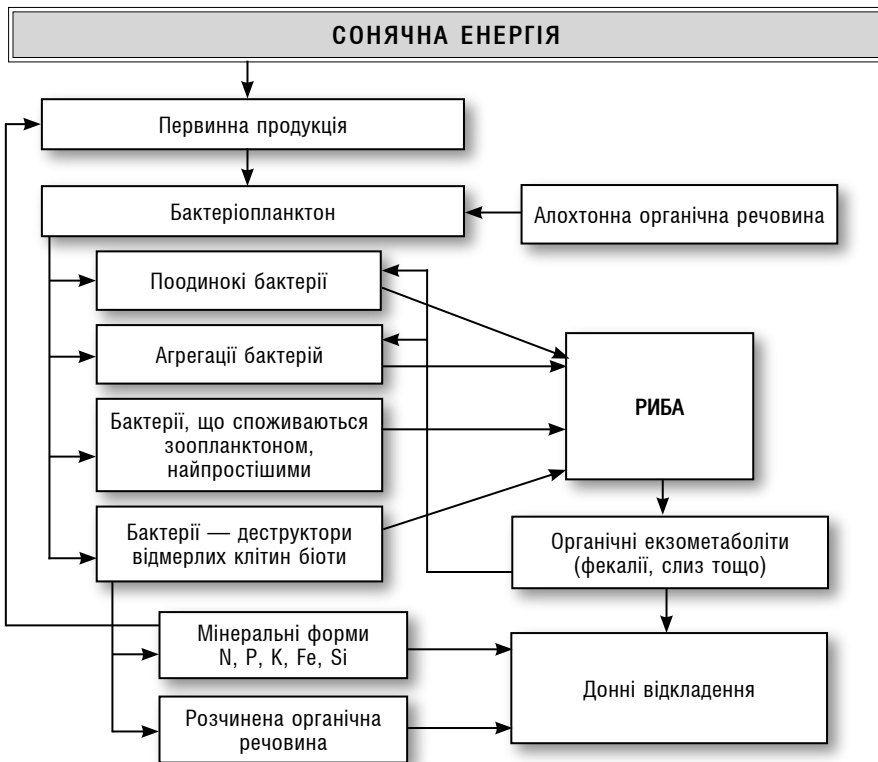 СОНЯЧНА ЕНЕРГІЯ
Первинна продукція
Бактеріопланктон
Алохтонна органічна речовина
Поодинокі бактерії
Агрегації бактерій
РИБА
Бактерії, що споживаються
зоопланктоном,
найпростішими
Бактерії — деструктори
відмерлих клітин біоти
Органічні екзометаболіти
(фекалії, слиз тощо)
Мінеральні форми
N, P, K, Fe, Si
Донні відкладення
Розчинена органічна
речовина